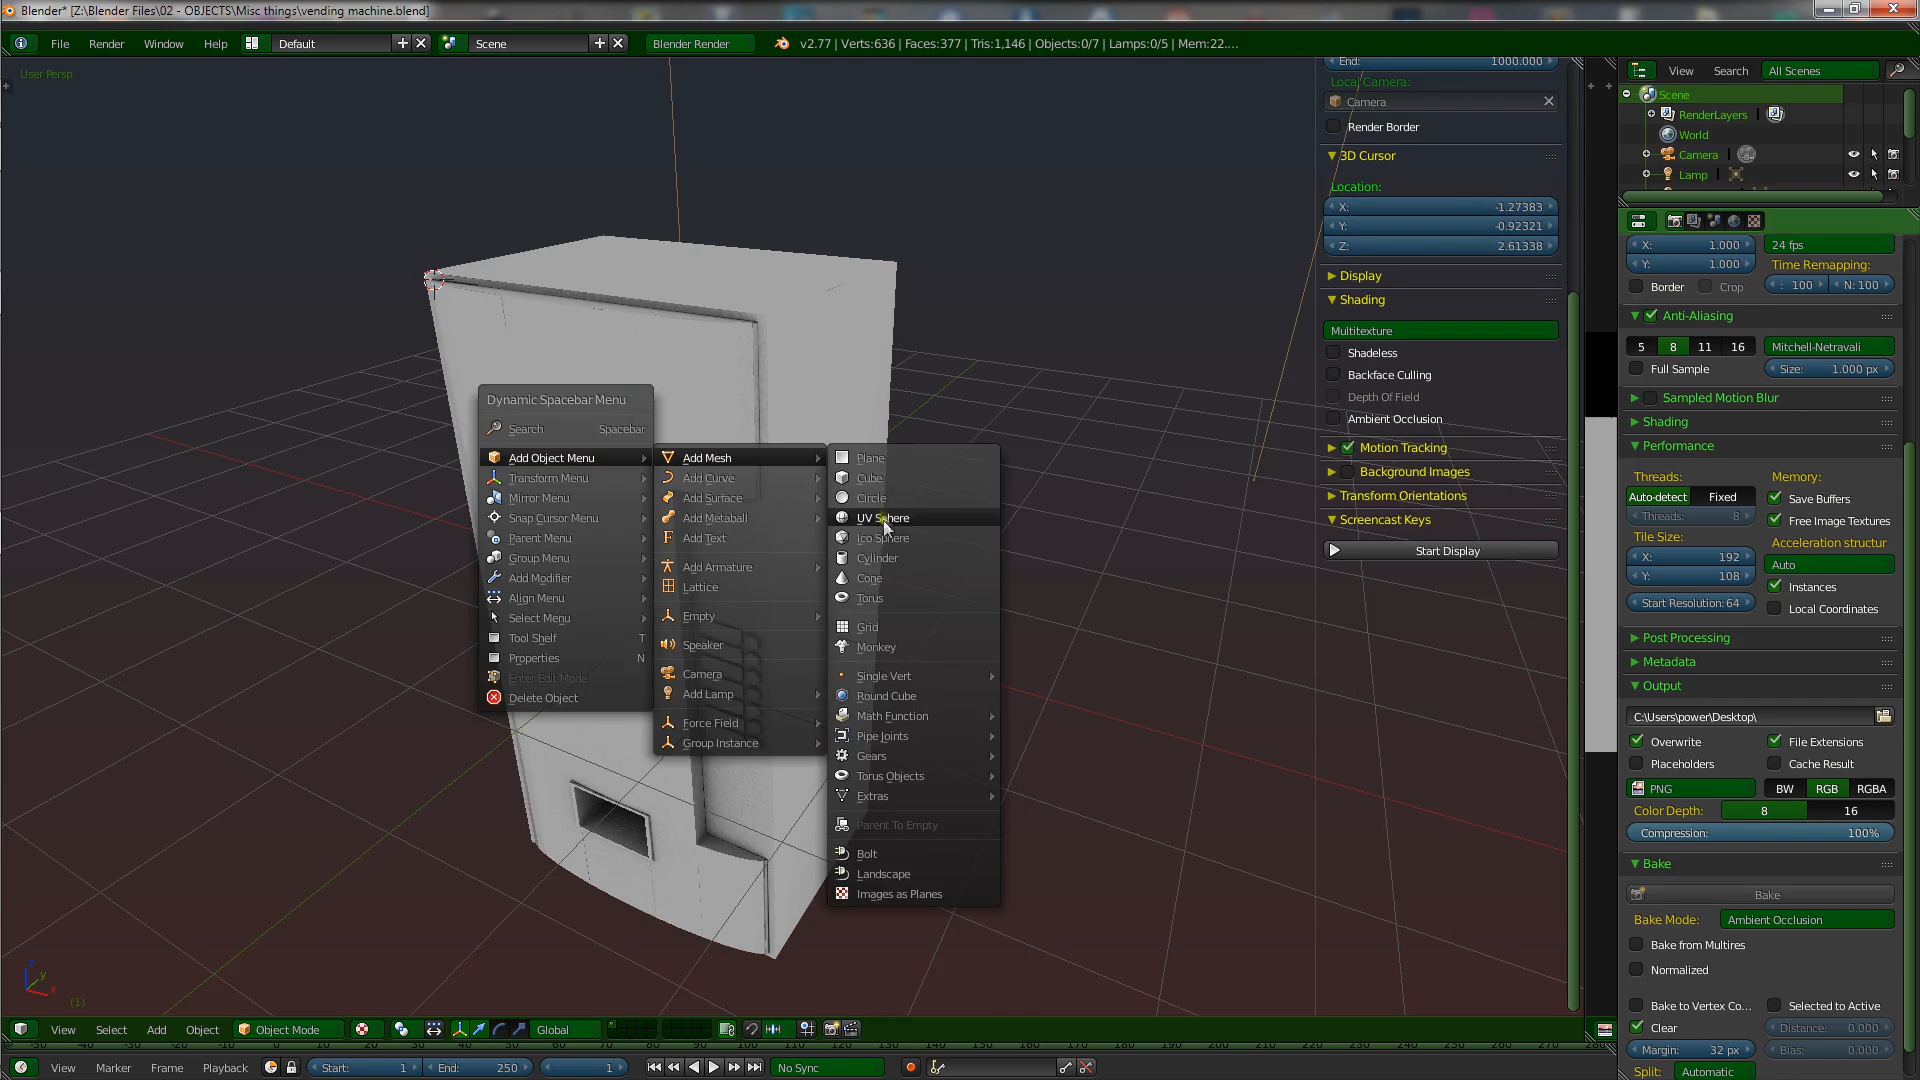 Blender* [Z:\Blender Files\02 - OBJECTS\Misc things\vending machine.blend]
File Render Window Help Default Scene Blender Render v2.77 | Verts:636 | Faces:377 | Tris:1,146 | Objects:0/7 | Lamps:0/5 | Mem:22....
User Persp
Dynamic Spacebar Menu
Search Spacebar
Add Object Menu
Transform Menu
Mirror Menu
Snap Cursor Menu
Parent Menu
Group Menu
Add Modifier
Align Menu
Select Menu
Tool Shelf T
Properties N
Enter Edit Mode
Delete Object
Add Mesh
Add Curve
Add Surface
Add Metaball
Add Text
Add Armature
Lattice
Empty
Speaker
Camera
Add Lamp
Force Field
Group Instance
Plane
Cube
Circle
UV Sphere
Ico Sphere
Cylinder
Cone
Torus
Grid
Monkey
Single Vert
Round Cube
Math Function
Pipe Joints
Gears
Torus Objects
Extras
Parent To Empty
Bolt
Landscape
Images as Planes
End: 1000.000
Local Camera:
Camera
Render Border
3D Cursor
Location:
X: -1.27383
Y: -0.92321
Z: 2.61338
Display
Shading
Multitexture
Shadeless
Backface Culling
Depth Of Field
Ambient Occlusion
Motion Tracking
Background Images
Transform Orientations
Screencast Keys
Start Display
View Search All Scenes
Scene
RenderLayers
World
Camera
Lamp
X: 1.000 24 fps
Y: 1.000 Time Remapping:
Border Crop : 100 N: 100
Anti-Aliasing
5 8 11 16 Mitchell-Netravali
Full Sample Size: 1.000 px
Sampled Motion Blur
Shading
Performance
Threads: Memory:
Auto-detect Fixed Save Buffers
Threads: 8 Free Image Textures
Tile Size: Acceleration structur
X: 192 Auto
Y: 108 Instances
Start Resolution: 64 Local Coordinates
Post Processing
Metadata
Output
C:\Users\power\Desktop\
Overwrite File Extensions
Placeholders Cache Result
PNG BW RGB RGBA
Color Depth: 8 16
Compression: 100%
Bake
Bake
Bake Mode: Ambient Occlusion
Bake from Multires
Normalized
Bake to Vertex Co... Selected to Active
Clear Distance: 0.000
Margin: 32 px Bias: 0.000
Split: Automatic
z
y
x
(1)
View Select Add Object Object Mode Global
View Marker Frame Playback Start: 1 End: 250 1 No Sync